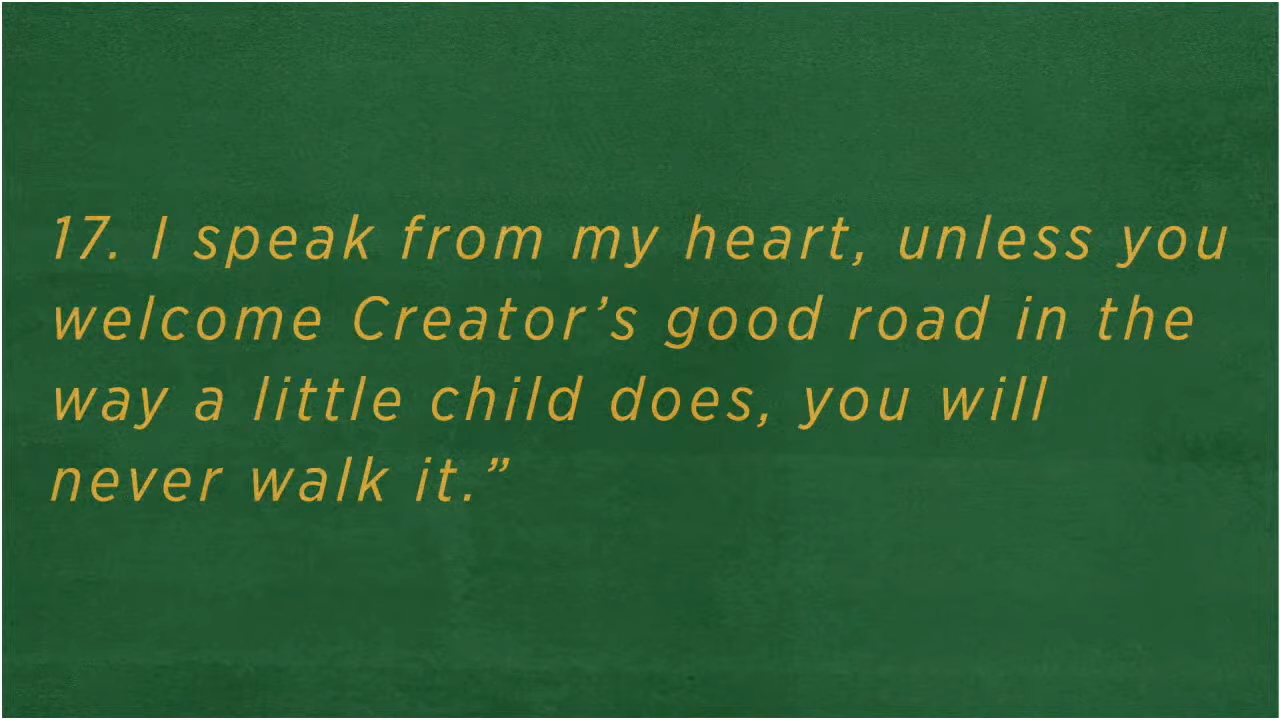 17. I speak from my heart, unless you
welcome Creator’s good road in the
way a little child does, you will
never walk it.”